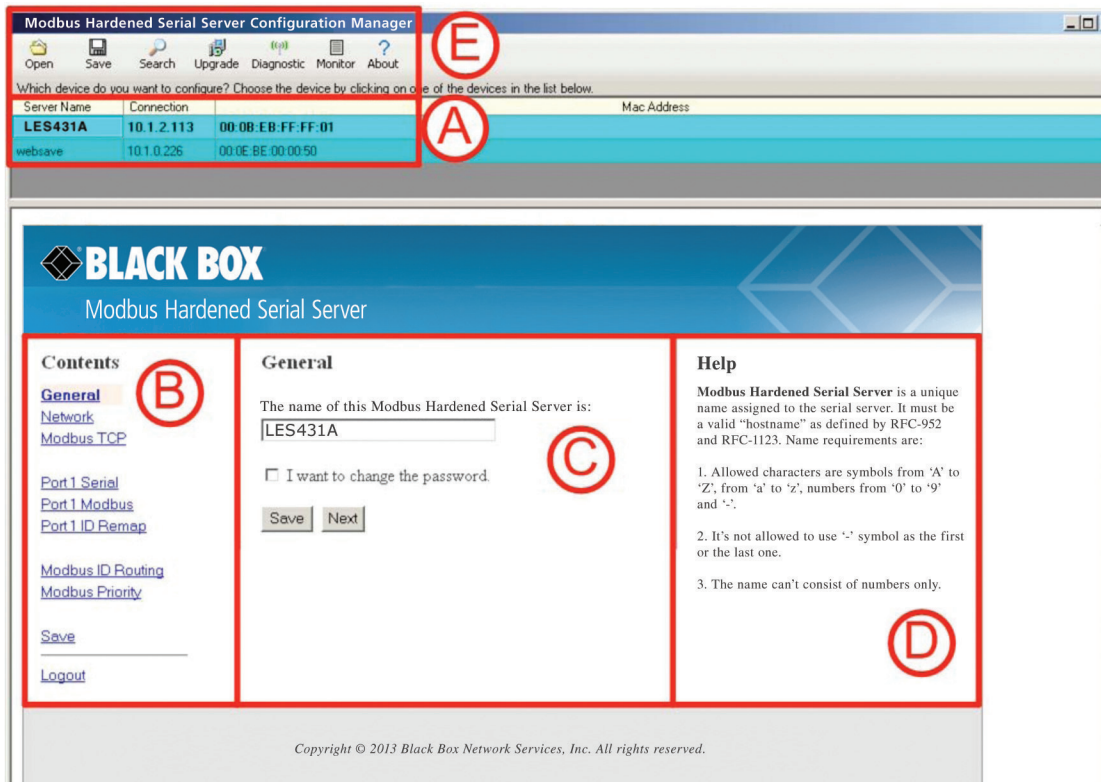 Modbus Hardened Serial Server Configuration Manager
Open Save Search Upgrade Diagnostic Monitor About
E
Which device do you want to configure? Choose the device by clicking on one of the devices in the list below.
Server Name Connection Mac Address
LES431A 10.1.2.113 00:0B:EB:FF:FF:01
websave 10.1.0.226 00:0E:BE:00:00:50
A
BLACK BOX
Modbus Hardened Serial Server
Contents
B
General
Network
Modbus TCP
Port 1 Serial
Port 1 Modbus
Port 1 ID Remap
Modbus ID Routing
Modbus Priority
Save
Logout
General
The name of this Modbus Hardened Serial Server is:
LES431A
C
I want to change the password.
Save Next
Help
Modbus Hardened Serial Server is a unique
name assigned to the serial server. It must be
a valid “hostname” as defined by RFC-952
and RFC-1123. Name requirements are:
1. Allowed characters are symbols from ‘A’ to
‘Z’, from ‘a’ to ‘z’, numbers from ‘0’ to ‘9’
and ‘-’.
2. It’s not allowed to use ‘-’ symbol as the first
or the last one.
3. The name can’t consist of numbers only.
D
Copyright © 2013 Black Box Network Services, Inc. All rights reserved.